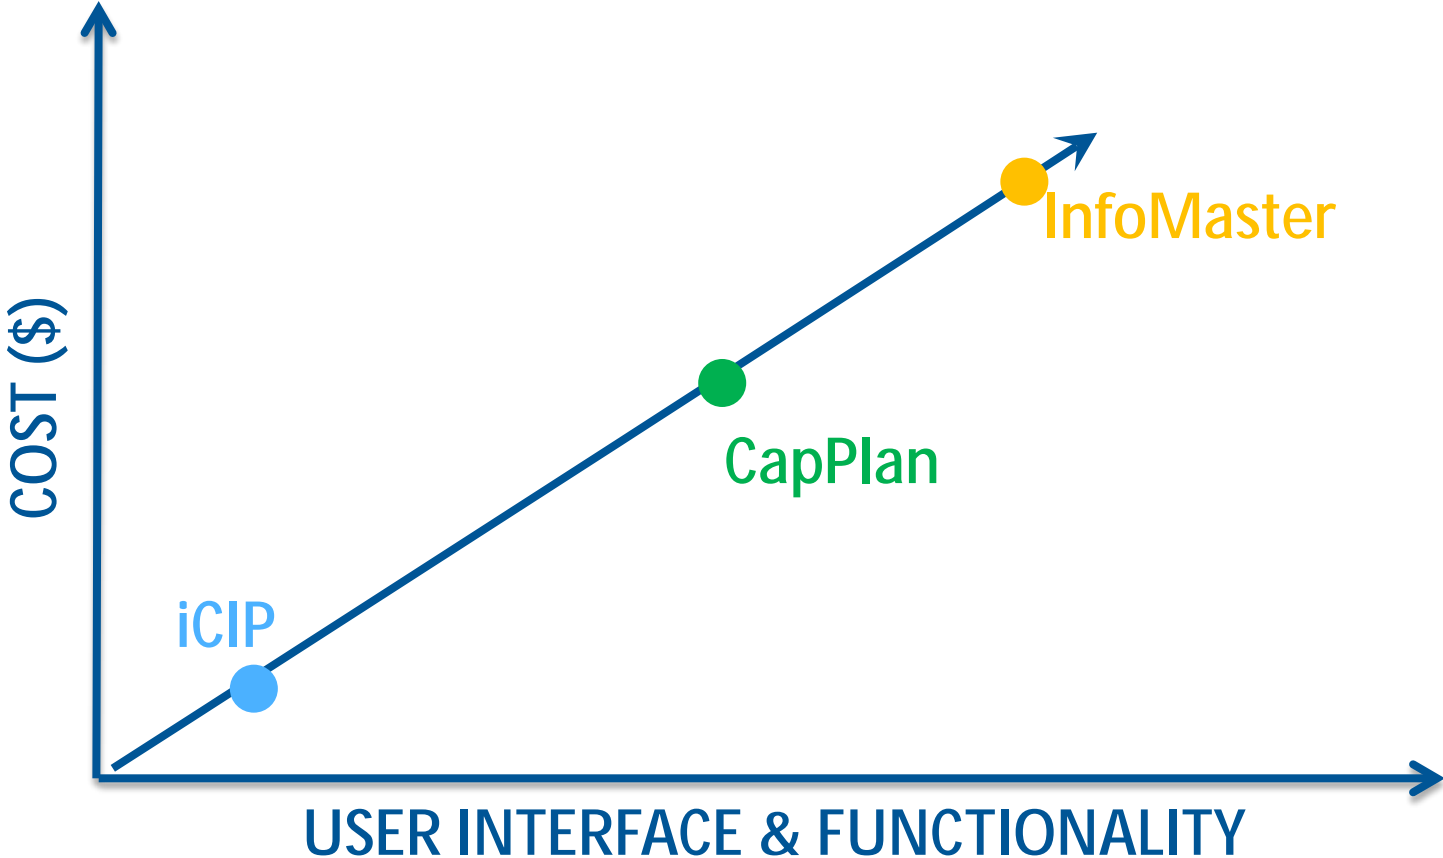 COST ($)
InfoMaster
CapPlan
iCIP
USER INTERFACE & FUNCTIONALITY